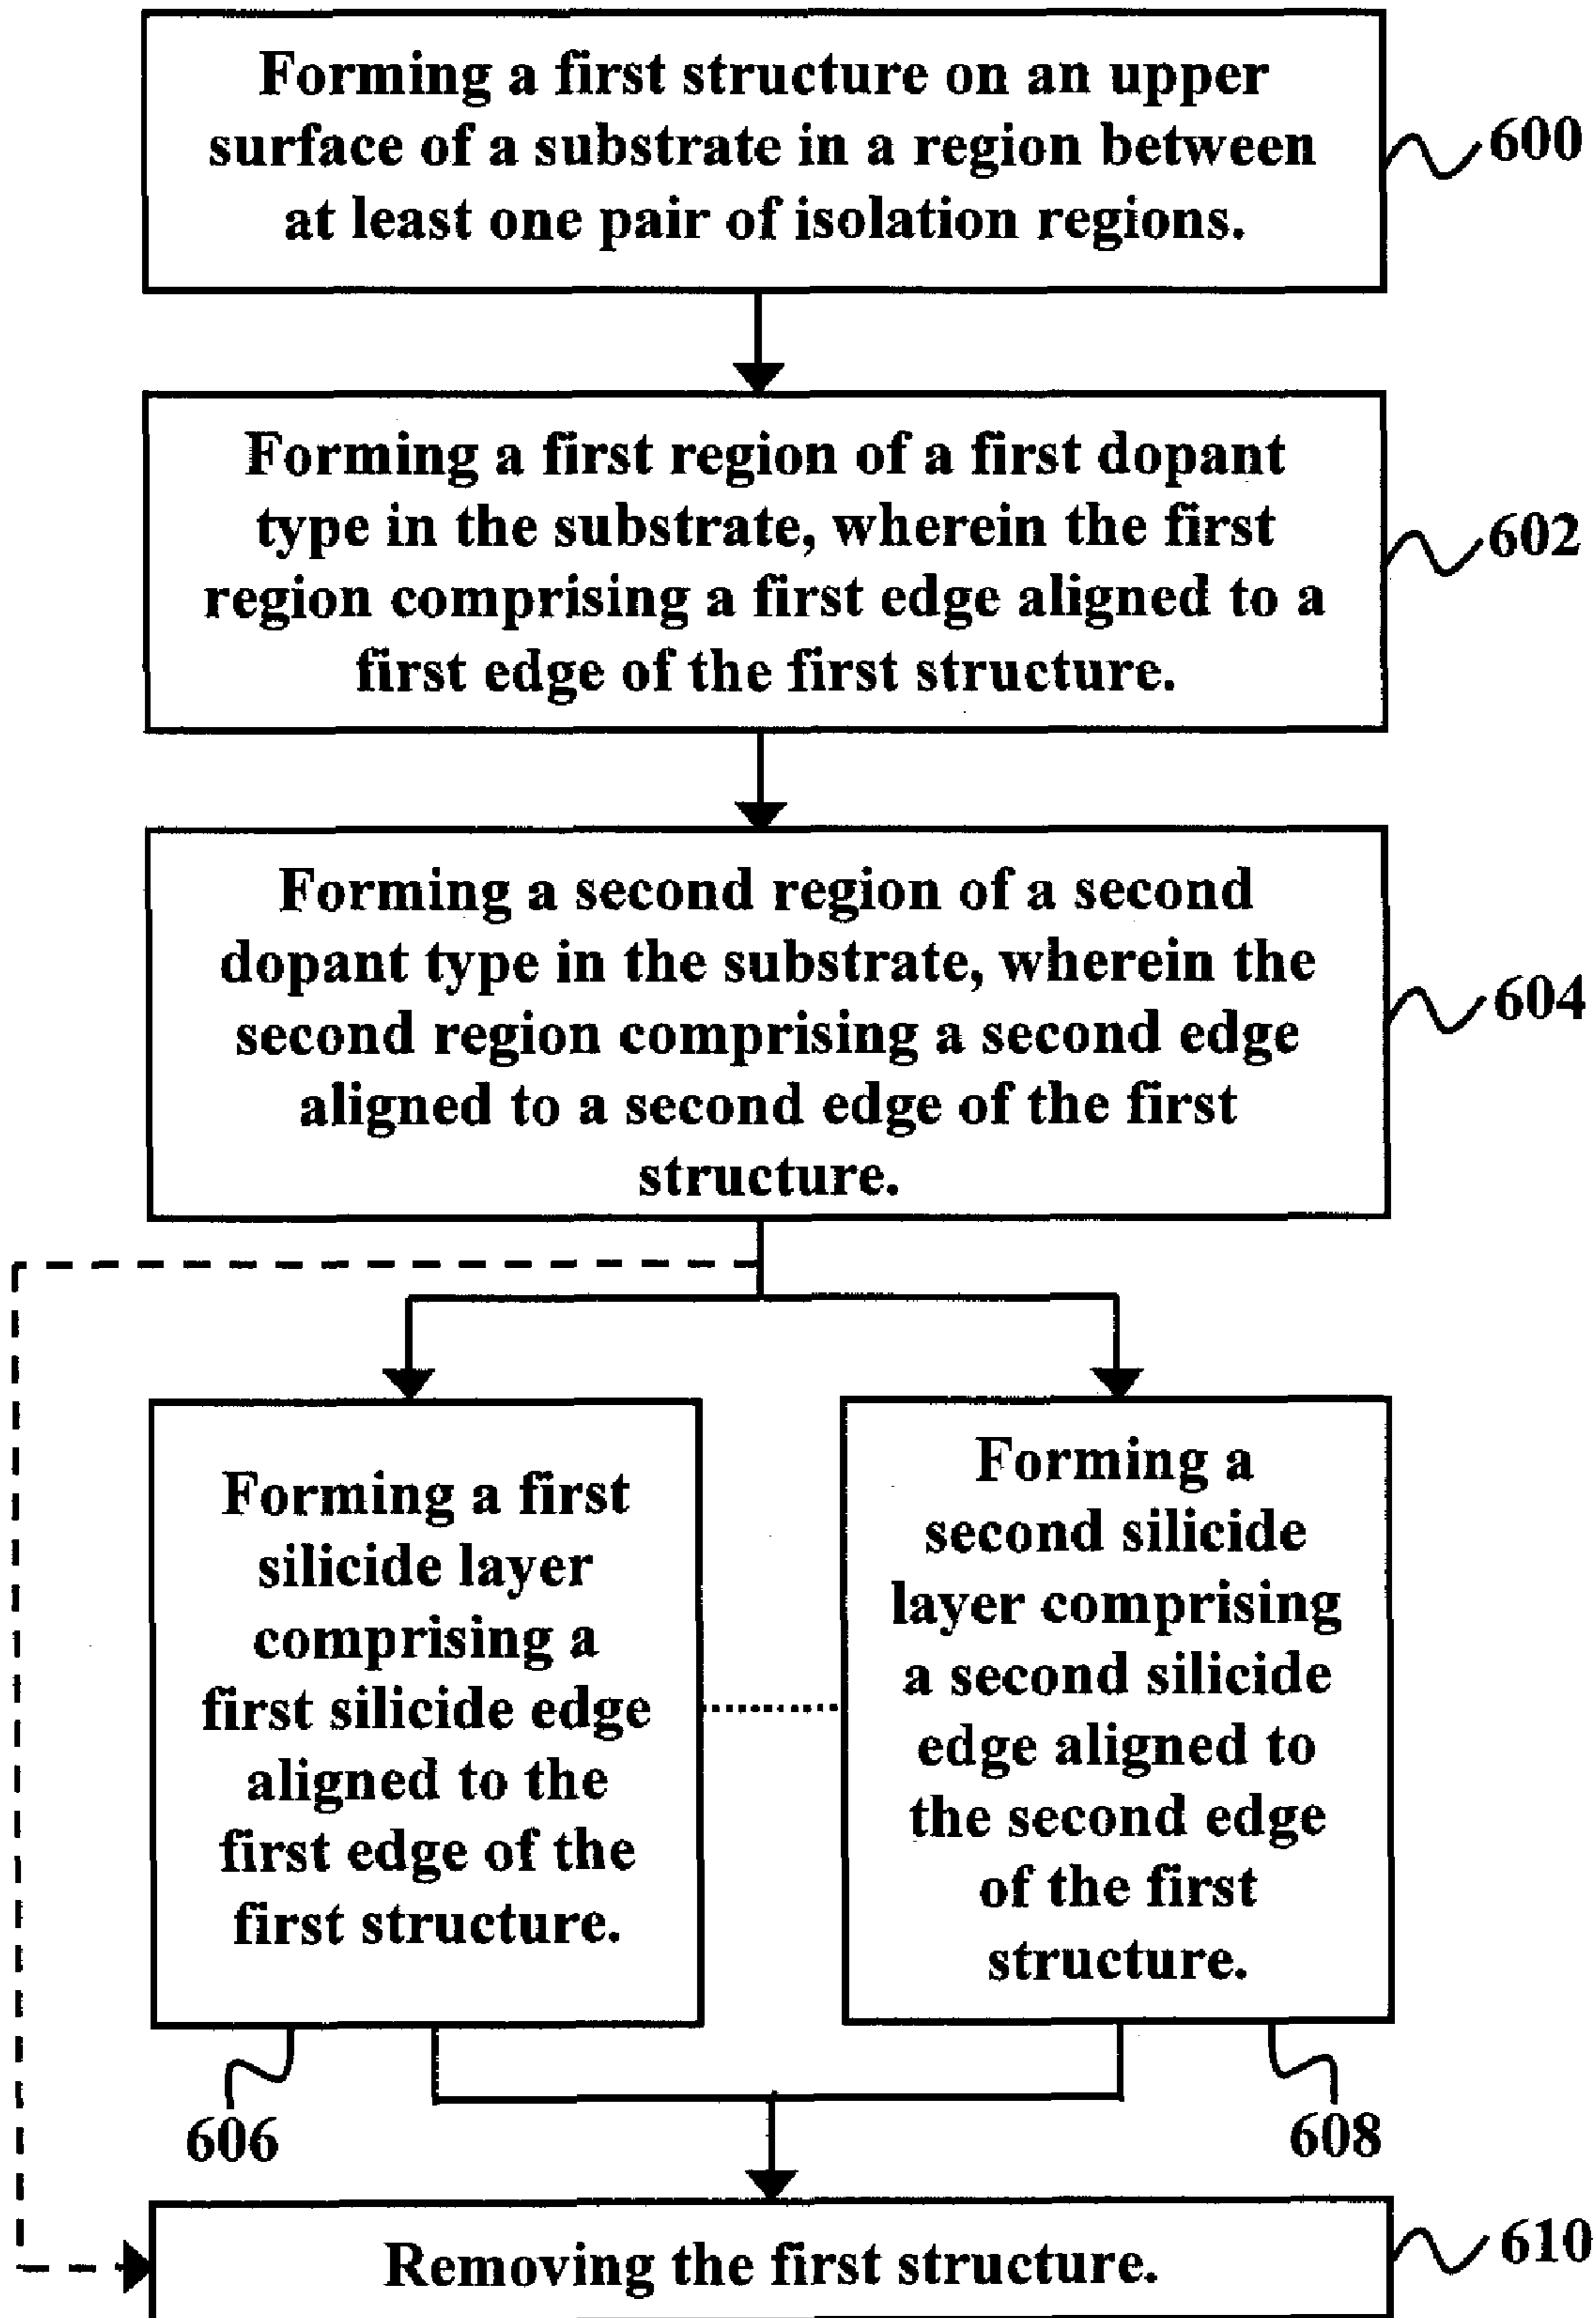 Forming a first structure on an upper
surface of a substrate in a region between
at least one pair of isolation regions.
600
Forming a first region of a first dopant
type in the substrate, wherein the first
region comprising a first edge aligned to a
first edge of the first structure.
602
Forming a second region of a second
dopant type in the substrate, wherein the
second region comprising a second edge
aligned to a second edge of the first
structure.
604
Forming a first
silicide layer
comprising a
first silicide edge
aligned to the
first edge of the
first structure.
606
Forming a
second silicide
layer comprising
a second silicide
edge aligned to
the second edge
of the first
structure.
608
Removing the first structure.
610